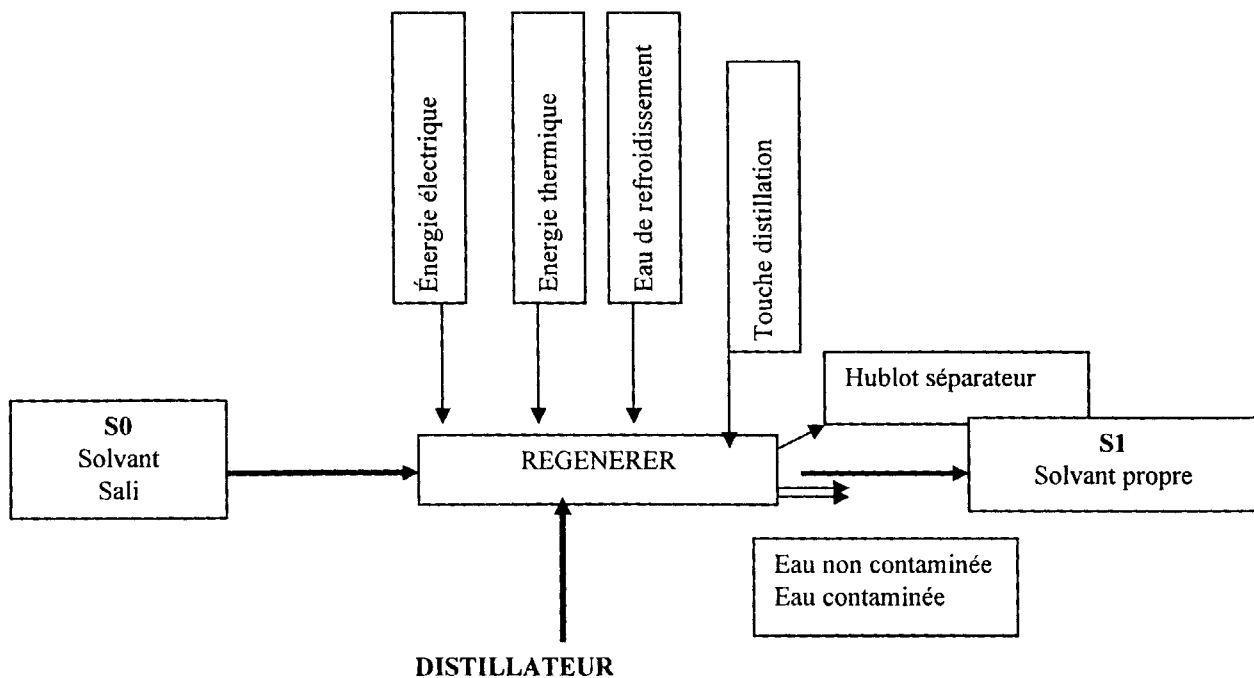 Énergie électrique
Energie thermique
Eau de refroidissement
Touche distillation
Hublot séparateur
S0
Solvant
Sali
REGENERER
S1
Solvant propre
Eau non contaminée
Eau contaminée
DISTILLATEUR